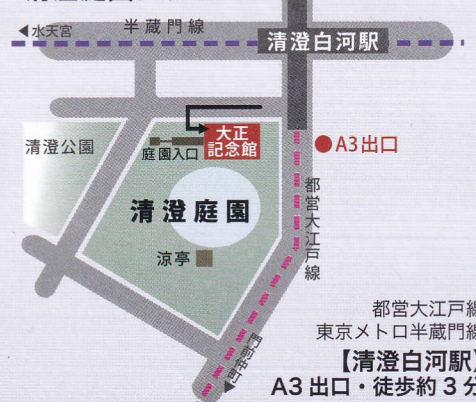 ◀水天宮
半蔵門線
清澄白河駅
清澄公園
庭園入口
大正
記念館
●A3出口
清澄庭園
都営大江戸線
涼亭
門前仲町
都営大江戸線
東京メトロ半蔵門線
【清澄白河駅】
A3出口・徒歩約3分